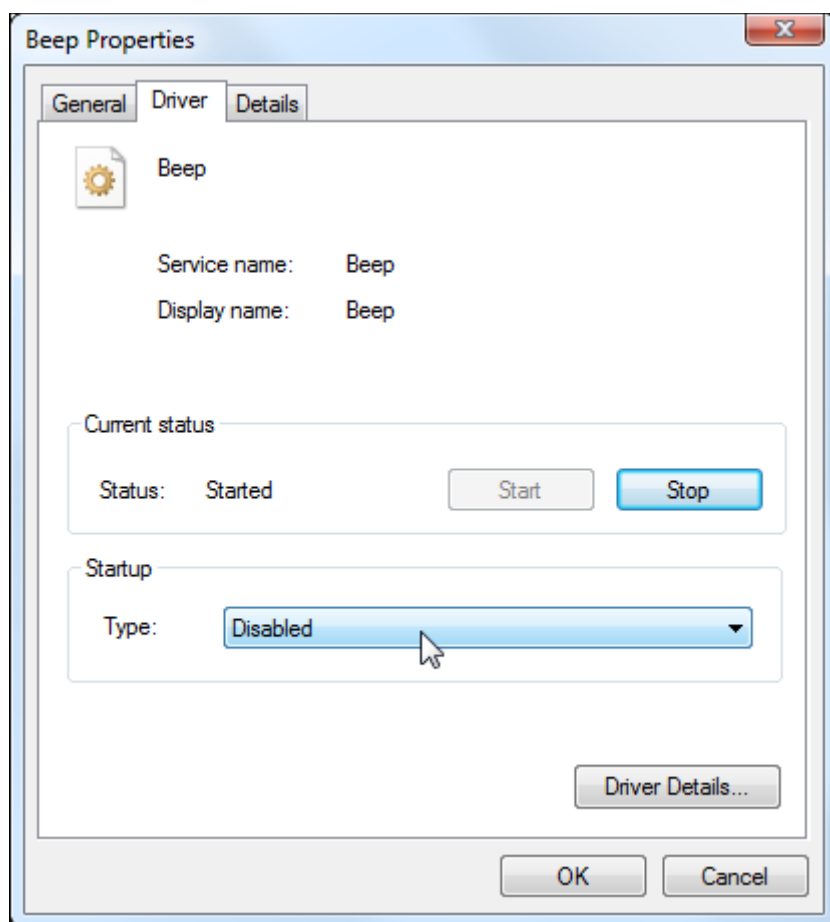 Beep Properties
General Driver Details
Beep
Service name: Beep
Display name: Beep
Current status
Status: Started Start Stop
Startup
Type: Disabled
Driver Details...
OK Cancel